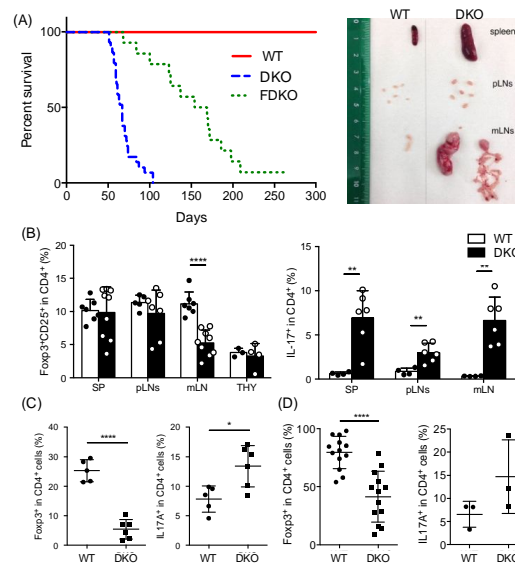 (A)
Percent survival
100
50
0
0 50 100 150 200 250 300
Days
WT
DKO
FDKO
WT DKO
spleen
pLNs
mLNs
(B)
Foxp3⁺CD25⁺ in CD4⁺ (%)
20
15
10
5
0
****
SP pLNs mLN THY
IL-17⁺ in CD4⁺ (%)
15
10
5
0
WT
DKO
**
**
**
SP pLNs mLN
(C)
Foxp3⁺ in CD4⁺ cells (%)
40
30
20
10
0
****
WT DKO
IL17A⁺ in CD4⁺ cells (%)
20
15
10
5
0
*
WT DKO
(D)
Foxp3⁺ in CD4⁺ cells (%)
100
50
0
****
WT DKO
IL17A⁺ in CD4⁺ cells (%)
25
20
15
10
5
0
WT DKO